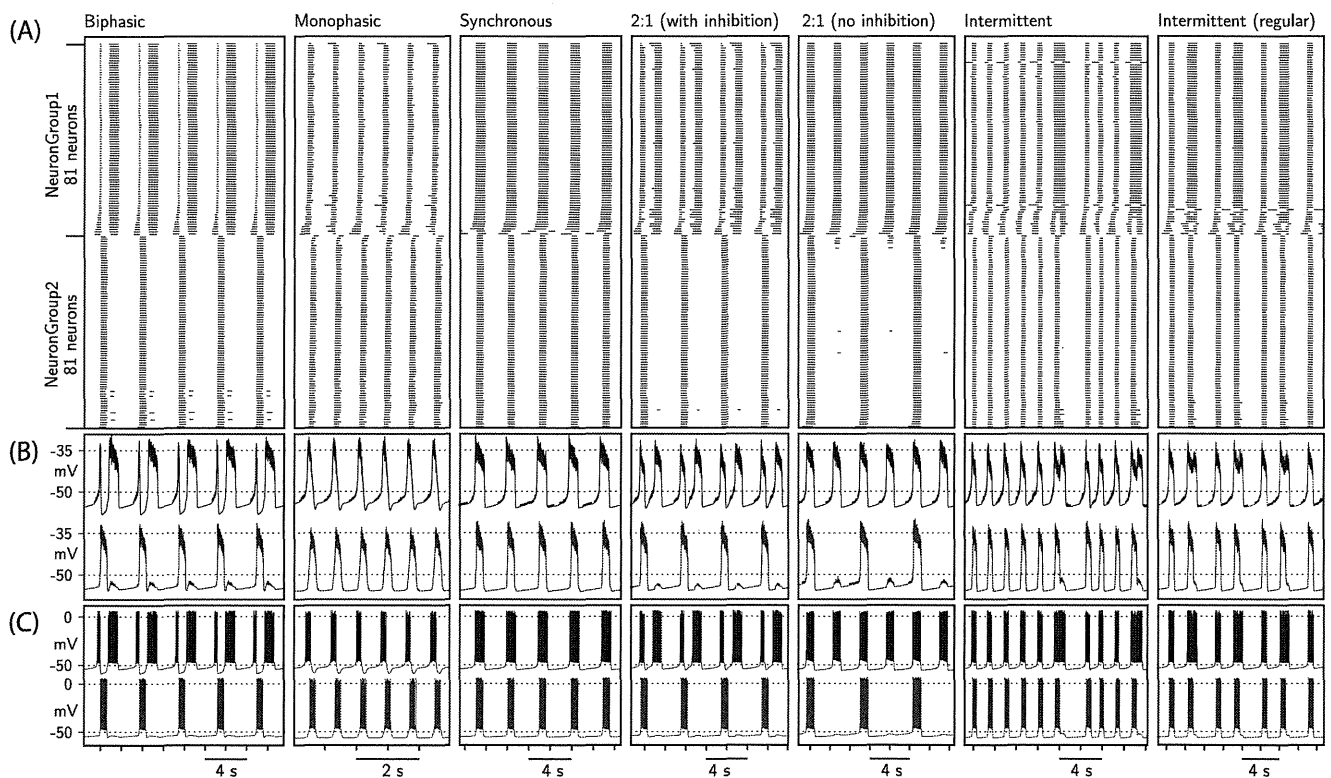 (A)
Biphasic
Monophasic
Synchronous
2:1 (with inhibition)
2:1 (no inhibition)
Intermittent
Intermittent (regular)
NeuronGroup1
81 neurons
NeuronGroup2
81 neurons
(B)
-35
mV
-50
-35
mV
-50
(C)
0
mV
-50
0
mV
-50
4 s
2 s
4 s
4 s
4 s
4 s
4 s